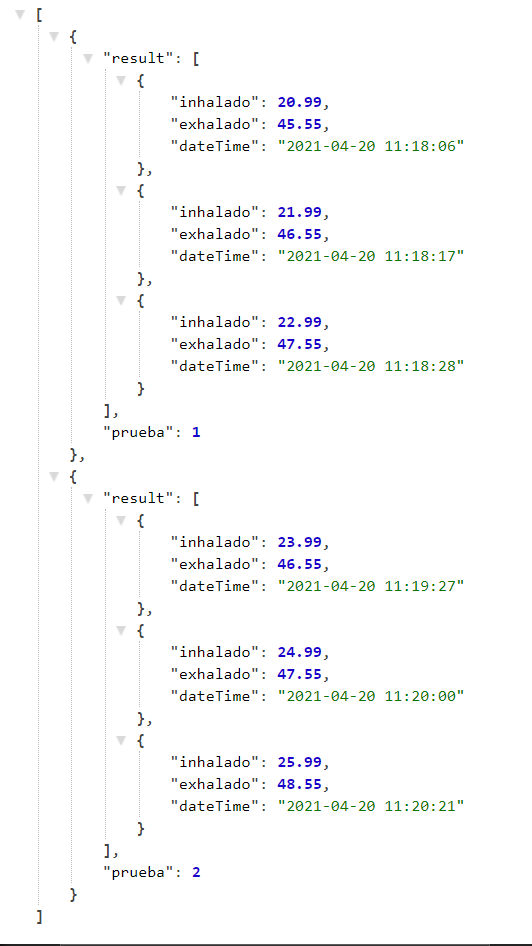 [
{
"result": [
{
"inhalado": 20.99,
"exhalado": 45.55,
"dateTime": "2021-04-20 11:18:06"
},
{
"inhalado": 21.99,
"exhalado": 46.55,
"dateTime": "2021-04-20 11:18:17"
},
{
"inhalado": 22.99,
"exhalado": 47.55,
"dateTime": "2021-04-20 11:18:28"
}
],
"prueba": 1
},
{
"result": [
{
"inhalado": 23.99,
"exhalado": 46.55,
"dateTime": "2021-04-20 11:19:27"
},
{
"inhalado": 24.99,
"exhalado": 47.55,
"dateTime": "2021-04-20 11:20:00"
},
{
"inhalado": 25.99,
"exhalado": 48.55,
"dateTime": "2021-04-20 11:20:21"
}
],
"prueba": 2
}
]